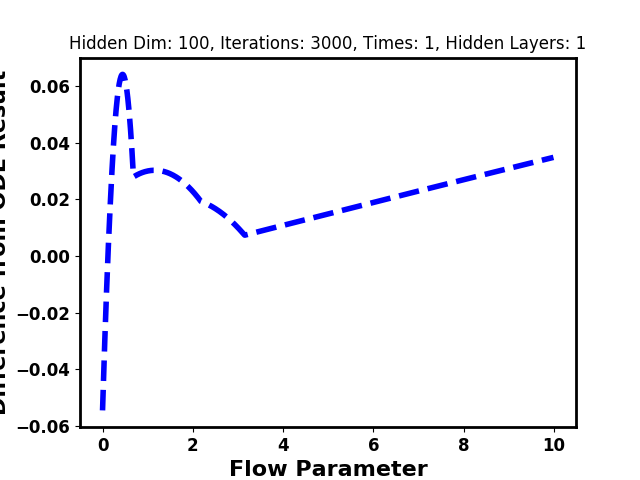 Hidden Dim: 100, Iterations: 3000, Times: 1, Hidden Layers: 1
Difference from ODE Result
0.06
0.04
0.02
0.00
−0.02
−0.04
−0.06
0 2 4 6 8 10
Flow Parameter